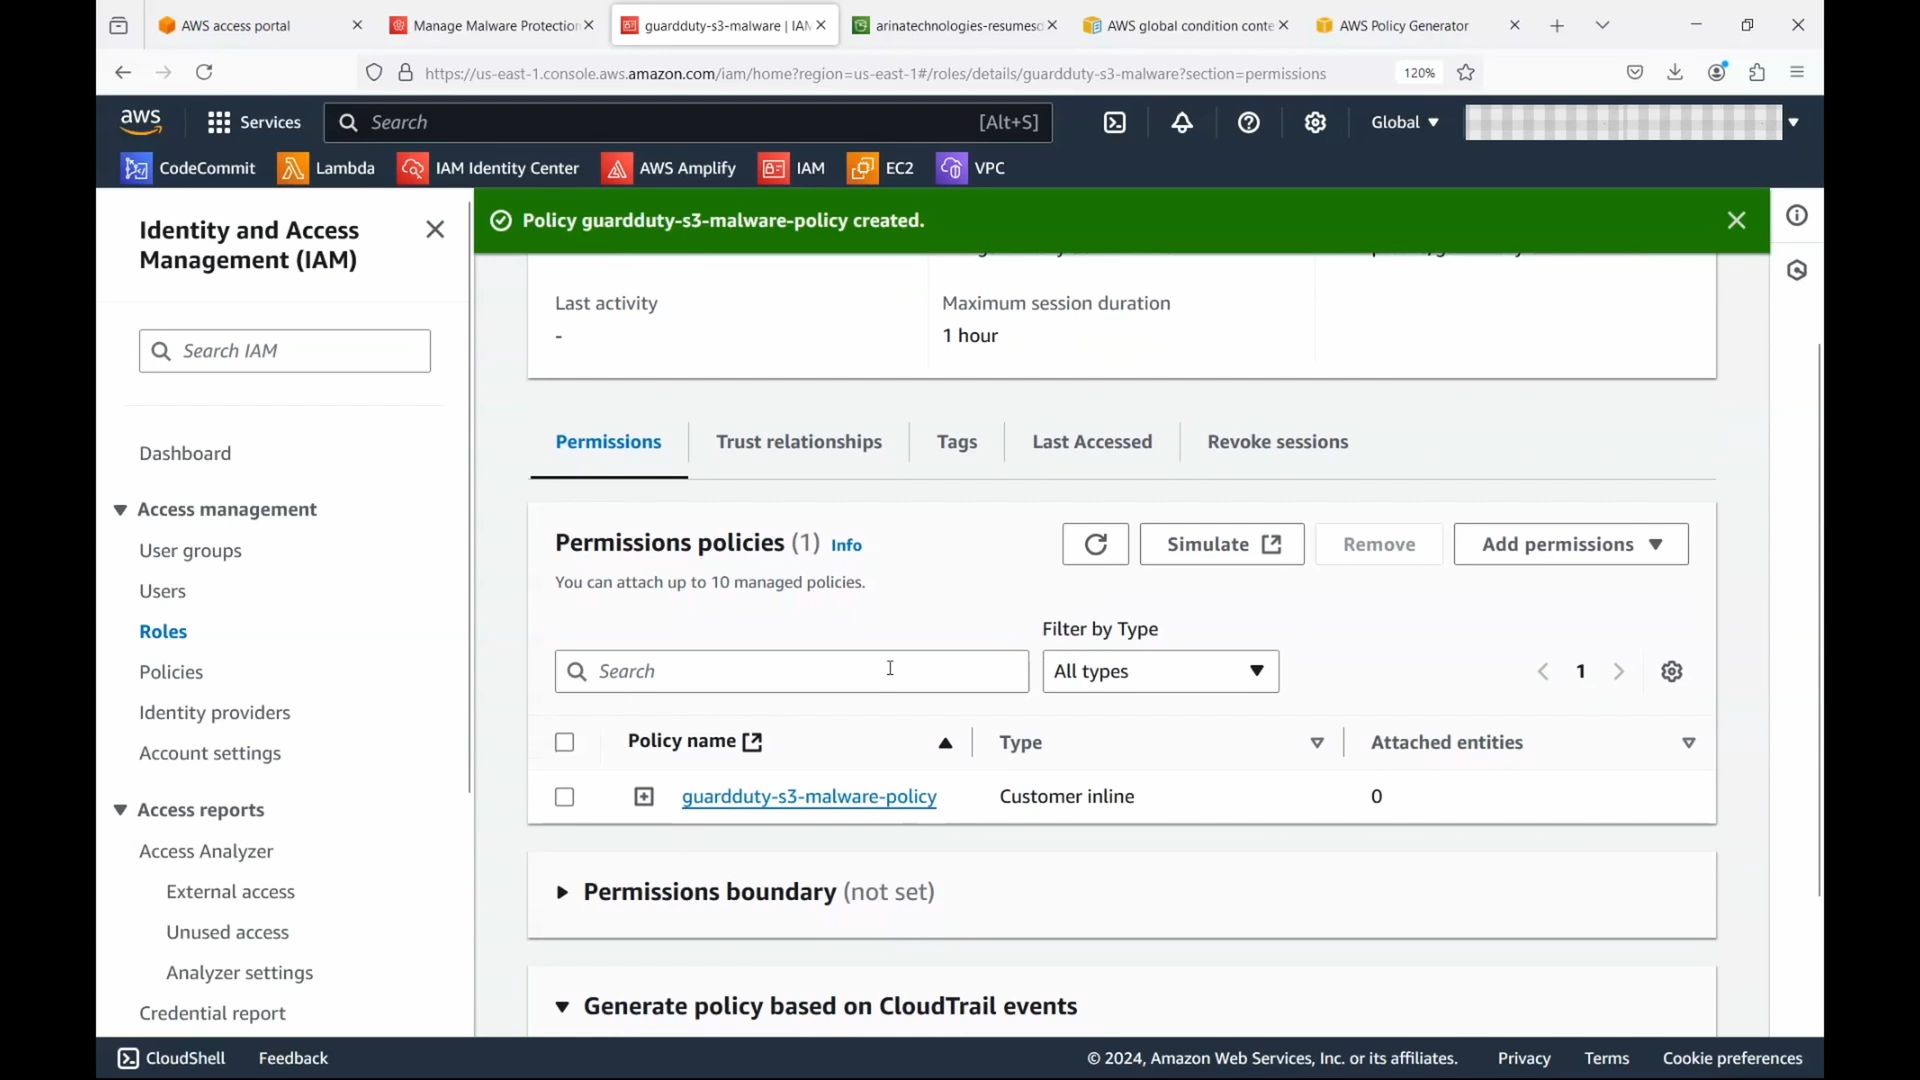 AWS access portal
Manage Malware Protection
guardduty-s3-malware | IAM
arinatechnologies-resumesc
AWS global condition conte
AWS Policy Generator
https://us-east-1.console.aws.amazon.com/iam/home?region=us-east-1#/roles/details/guardduty-s3-malware?section=permissions
120%
aws
Services
Search
[Alt+S]
Global
CodeCommit
Lambda
IAM Identity Center
AWS Amplify
IAM
EC2
VPC
Identity and Access
Management (IAM)
Search IAM
Dashboard
Access management
User groups
Users
Roles
Policies
Identity providers
Account settings
Access reports
Access Analyzer
External access
Unused access
Analyzer settings
Credential report
Policy guardduty-s3-malware-policy created.
Last activity
-
Maximum session duration
1 hour
Permissions
Trust relationships
Tags
Last Accessed
Revoke sessions
Permissions policies (1) Info
You can attach up to 10 managed policies.
Simulate
Remove
Add permissions
Filter by Type
Search
All types
1
Policy name
Type
Attached entities
guardduty-s3-malware-policy
Customer inline
0
Permissions boundary (not set)
Generate policy based on CloudTrail events
CloudShell
Feedback
© 2024, Amazon Web Services, Inc. or its affiliates.
Privacy
Terms
Cookie preferences